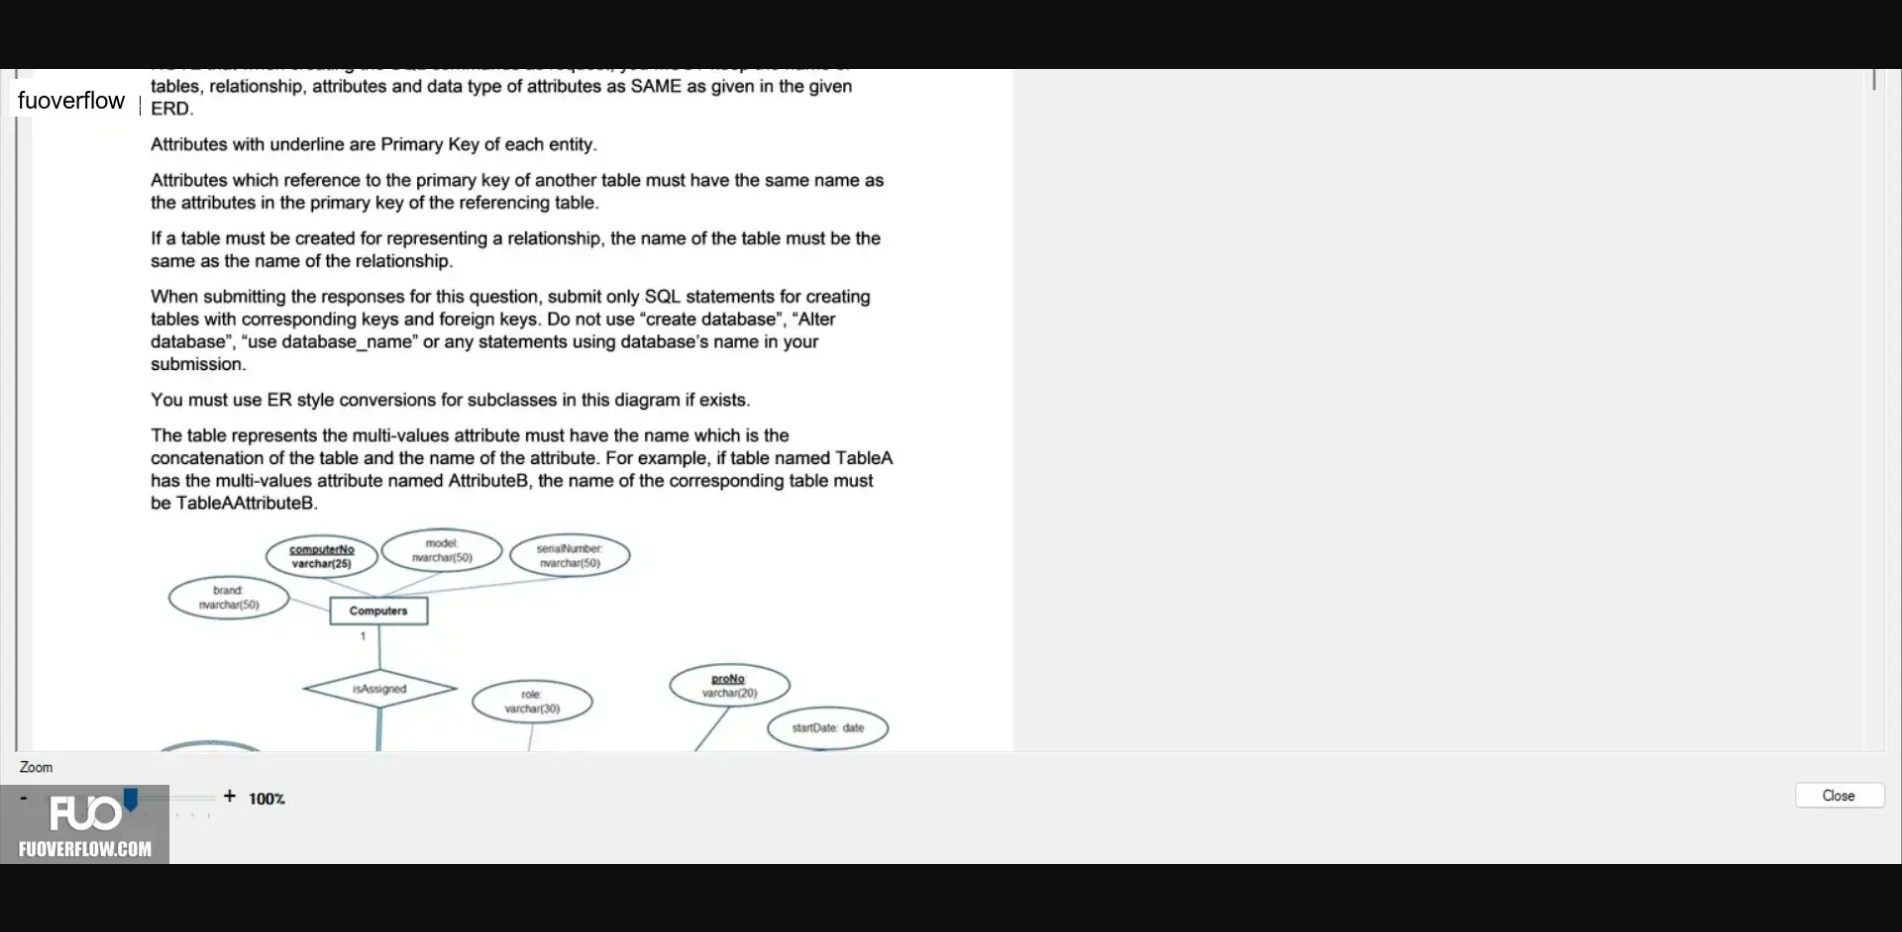 tables, relationship, attributes and data type of attributes as SAME as given in the given
fuoverflow
ERD.
Attributes with underline are Primary Key of each entity.
Attributes which reference to the primary key of another table must have the same name as
the attributes in the primary key of the referencing table.
If a table must be created for representing a relationship, the name of the table must be the
same as the name of the relationship.
When submitting the responses for this question, submit only SQL statements for creating
tables with corresponding keys and foreign keys. Do not use “create database”, “Alter
database”, “use database_name” or any statements using database’s name in your
submission.
You must use ER style conversions for subclasses in this diagram if exists.
The table represents the multi-values attribute must have the name which is the
concatenation of the table and the name of the attribute. For example, if table named TableA
has the multi-values attribute named AttributeB, the name of the corresponding table must
be TableAAttributeB.
computerNo
varchar(25)
model:
nvarchar(50)
serialNumber:
nvarchar(50)
brand:
nvarchar(50)
Computers
1
isAssigned
role:
varchar(30)
proNo
varchar(20)
startDate: date
Zoom
- + 100%
Close
FUO
FUOVERFLOW.COM